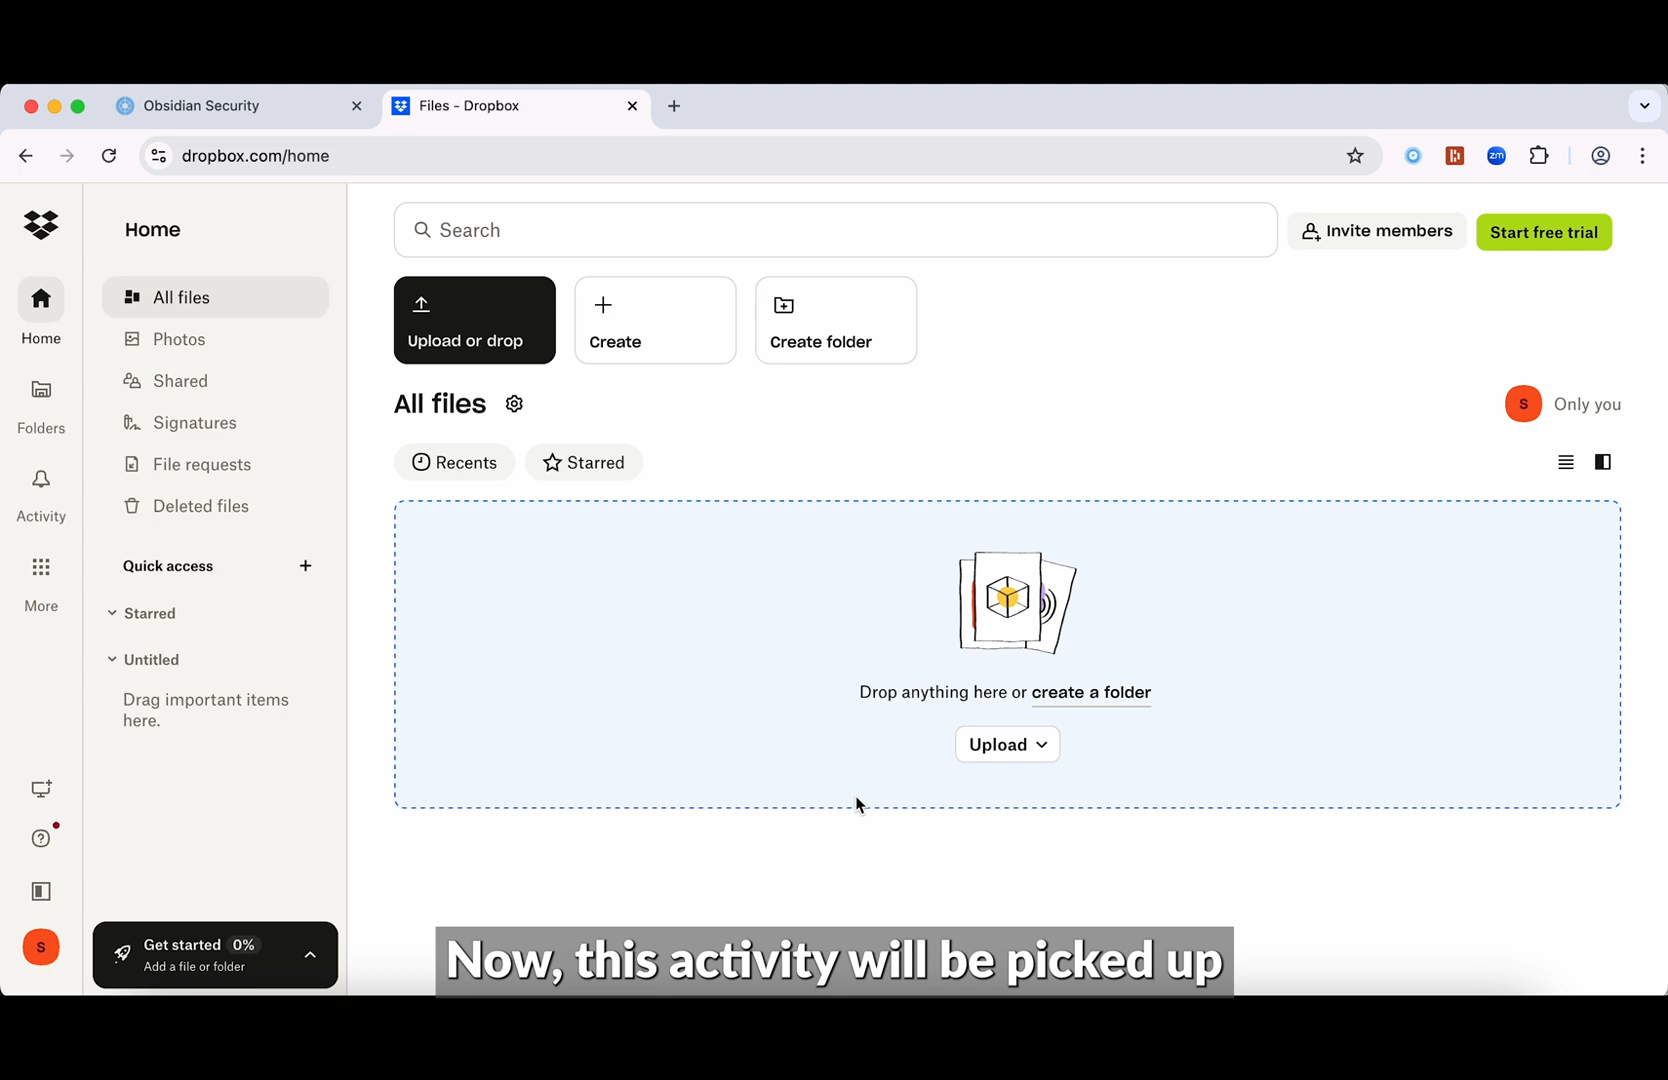 Obsidian Security
Files - Dropbox
dropbox.com/home
zm
Home
Search
Invite members
Start free trial
Home
Folders
Activity
More
All files
Photos
Shared
Signatures
File requests
Deleted files
Quick access
Starred
Untitled
Drag important items
here.
Upload or drop
Create
Create folder
All files
S
Only you
Recents
Starred
Drop anything here or create a folder
Upload
S
Get started 0%
Add a file or folder
Now, this activity will be picked up